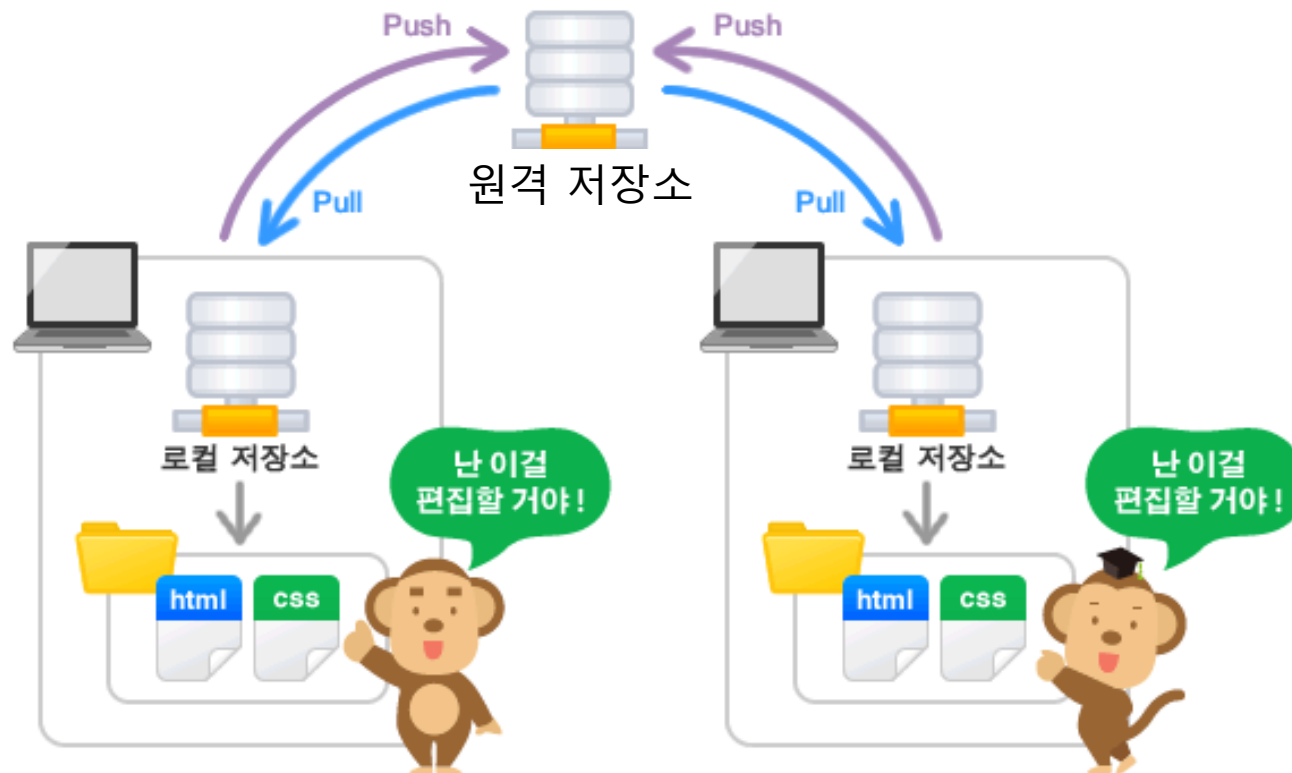 Push
Push
원격 저장소
Pull
Pull
로컬 저장소
난 이걸
편집할 거야 !
html
css
로컬 저장소
난 이걸
편집할 거야 !
html
css